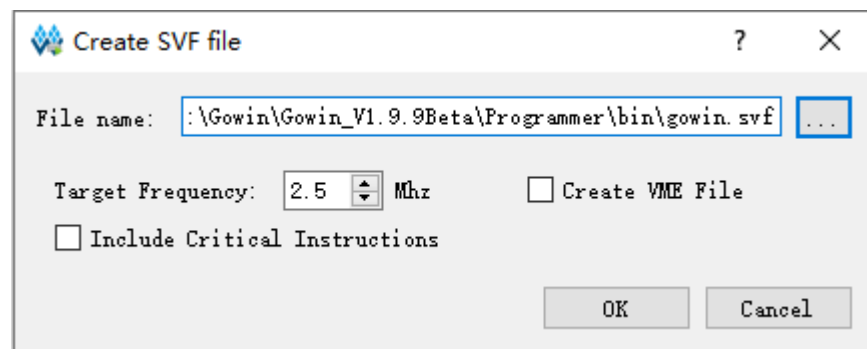 Create SVF file ?
File name: :\Gowin\Gowin_V1.9.9Beta\Programmer\bin\gowin.svf ...
Target Frequency: 2.5 Mhz Create VME File
Include Critical Instructions
OK Cancel